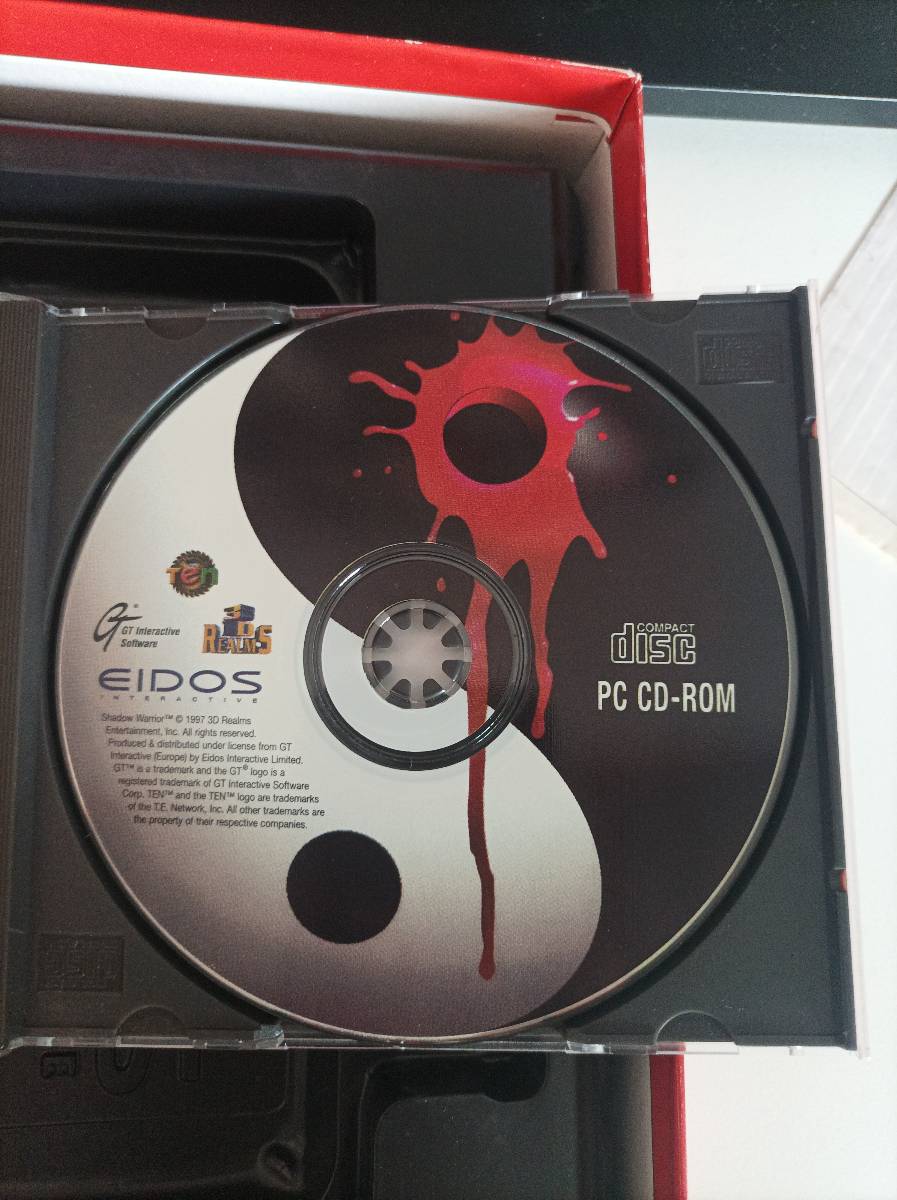 TEn
GT Interactive
Software
3D
REALMS
EIDOS
INTERACTIVE
Shadow Warrior™ © 1997 3D Realms
Entertainment, Inc. All rights reserved.
Produced & distributed under license from GT
Interactive (Europe) by Eidos Interactive Limited.
GT™ is a trademark and the GT® logo is a
registered trademark of GT Interactive Software
Corp. TEN™ and the TEN™ logo are trademarks
of the T.E. Network, Inc. All other trademarks are
the property of their respective companies.
COMPACT
disc
PC CD-ROM